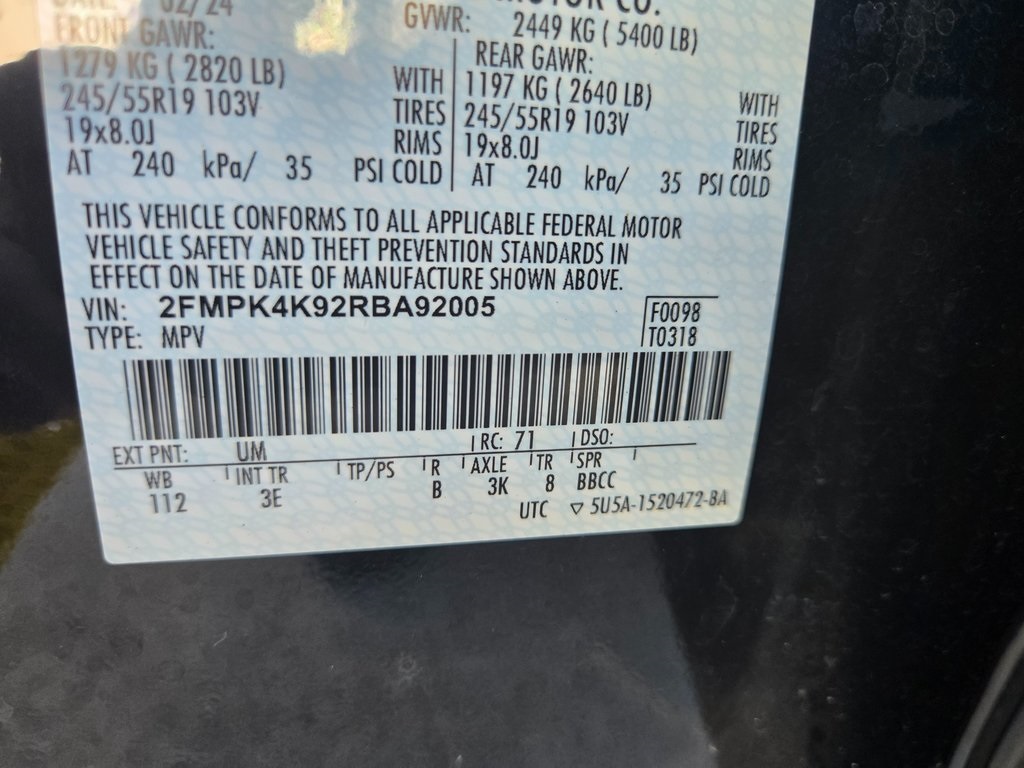 DATE: 02/24
MOTOR CO.
FRONT GAWR:
GVWR: 2449 KG ( 5400 LB)
1279 KG ( 2820 LB) WITH
245/55R19 103V TIRES
19x8.0J RIMS
AT 240 kPa/ 35 PSI COLD
REAR GAWR:
1197 KG ( 2640 LB) WITH
245/55R19 103V TIRES
19x8.0J RIMS
AT 240 kPa/ 35 PSI COLD
THIS VEHICLE CONFORMS TO ALL APPLICABLE FEDERAL MOTOR
VEHICLE SAFETY AND THEFT PREVENTION STANDARDS IN
EFFECT ON THE DATE OF MANUFACTURE SHOWN ABOVE.
VIN: 2FMPK4K92RBA92005
TYPE: MPV
F0098
T0318
EXT PNT: UM RC: 71 DSO:
WB INT TR TP/PS R AXLE TR SPR
112 3E B 3K 8 BBCC
UTC ▽ 5U5A-1520472-BA